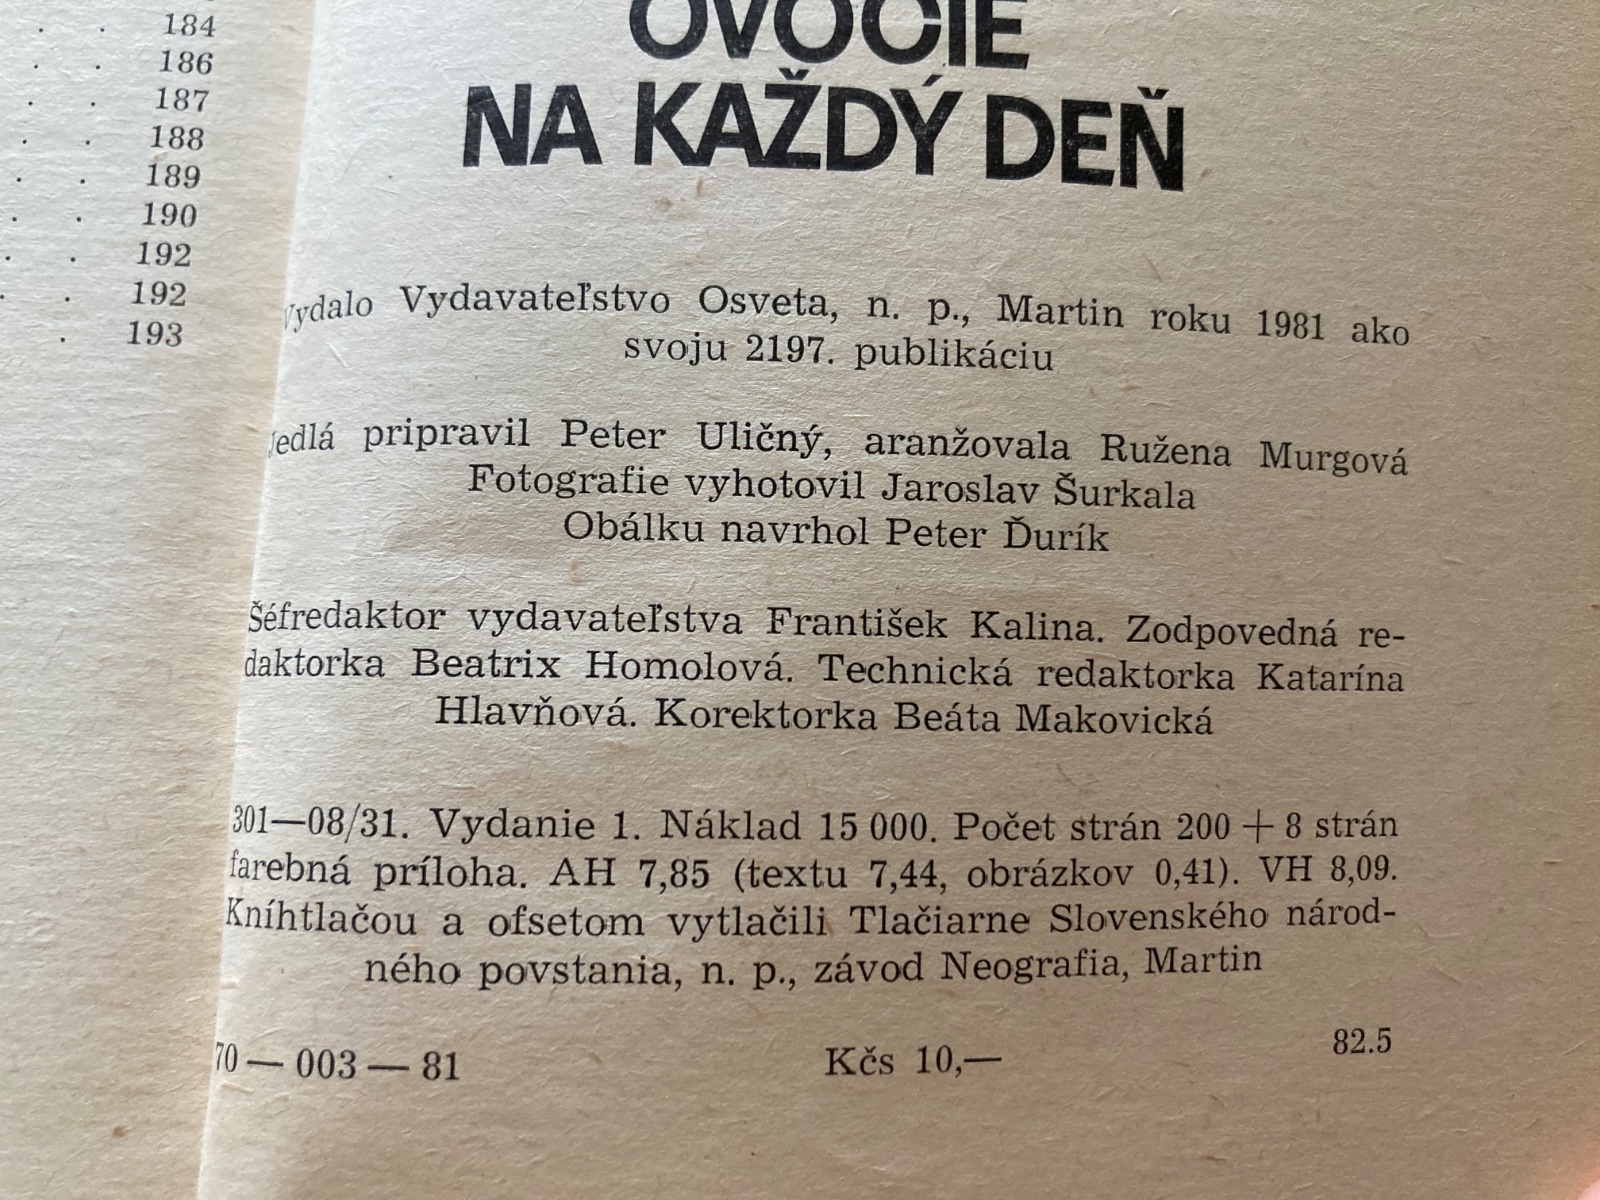 184
186
187
188
189
190
192
192
193
OVOCIE
NA KAŽDÝ DEŇ
Vydalo Vydavateľstvo Osveta, n. p., Martin roku 1981 ako
svoju 2197. publikáciu
Jedlá pripravil Peter Uličný, aranžovala Ružena Murgová
Fotografie vyhotovil Jaroslav Šurkala
Obálku navrhol Peter Ďurík
Šéfredaktor vydavateľstva František Kalina. Zodpovedná re-
daktorka Beatrix Homolová. Technická redaktorka Katarína
Hlavňová. Korektorka Beáta Makovická
301—08/31. Vydanie 1. Náklad 15 000. Počet strán 200 + 8 strán
farebná príloha. AH 7,85 (textu 7,44, obrázkov 0,41). VH 8,09.
Kníhtlačou a ofsetom vytlačili Tlačiarne Slovenského národ-
ného povstania, n. p., závod Neografia, Martin
70 — 003 — 81 Kčs 10,— 82.5